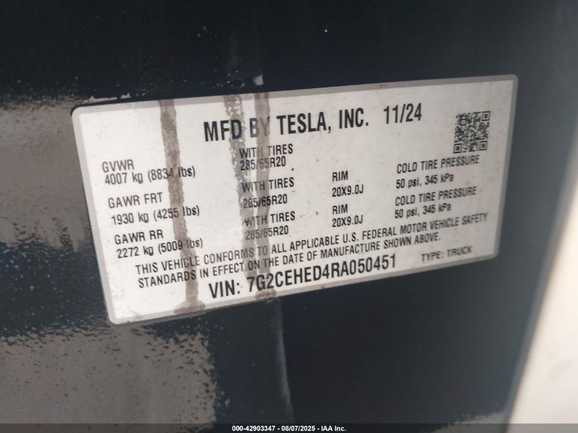 MFD BY TESLA, INC. 11/24
GVWR
4007 kg (8834 lbs)
WITH TIRES
285/65R20
RIM
20X9.0J
COLD TIRE PRESSURE
50 psi, 345 kPa
GAWR FRT
1930 kg (4255 lbs)
WITH TIRES
285/65R20
RIM
20X9.0J
COLD TIRE PRESSURE
50 psi, 345 kPa
GAWR RR
2272 kg (5009 lbs)
WITH TIRES
285/65R20
THIS VEHICLE CONFORMS TO ALL APPLICABLE U.S. FEDERAL MOTOR VEHICLE SAFETY
STANDARDS IN EFFECT ON THE DATE OF MANUFACTURE SHOWN ABOVE.
VIN: 7G2CEHED4RA050451
TYPE: TRUCK
000-42903347 - 08/07/2025 - IAA Inc.